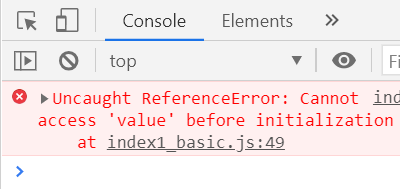 Console Elements »
top Fi
Uncaught ReferenceError: Cannot ind
access 'value' before initialization
at index1_basic.js:49